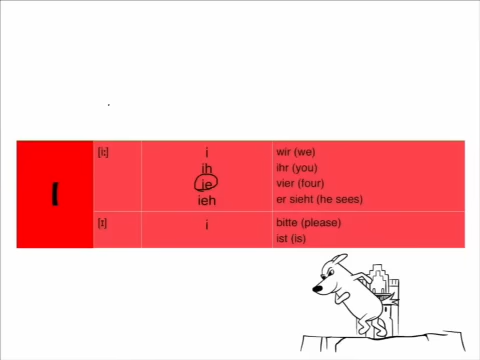 I
[iː] i wir (we)
ih ihr (you)
ie vier (four)
ieh er sieht (he sees)
[ɪ] i bitte (please)
ist (is)